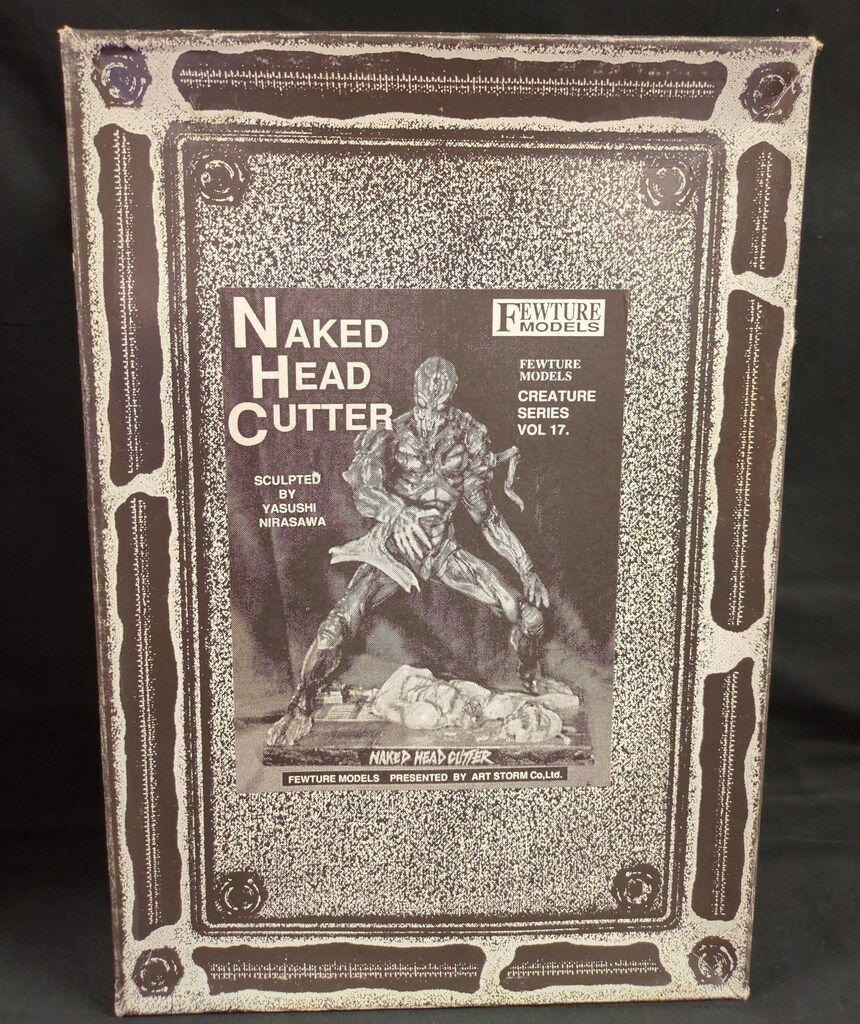 NAKED
HEAD
CUTTER
FEWTURE
MODELS
FEWTURE
MODELS
CREATURE
SERIES
VOL 17.
SCULPTED
BY
YASUSHI
NIRASAWA
NAKED HEAD CUTTER
FEWTURE MODELS PRESENTED BY ART STORM Co,Ltd.